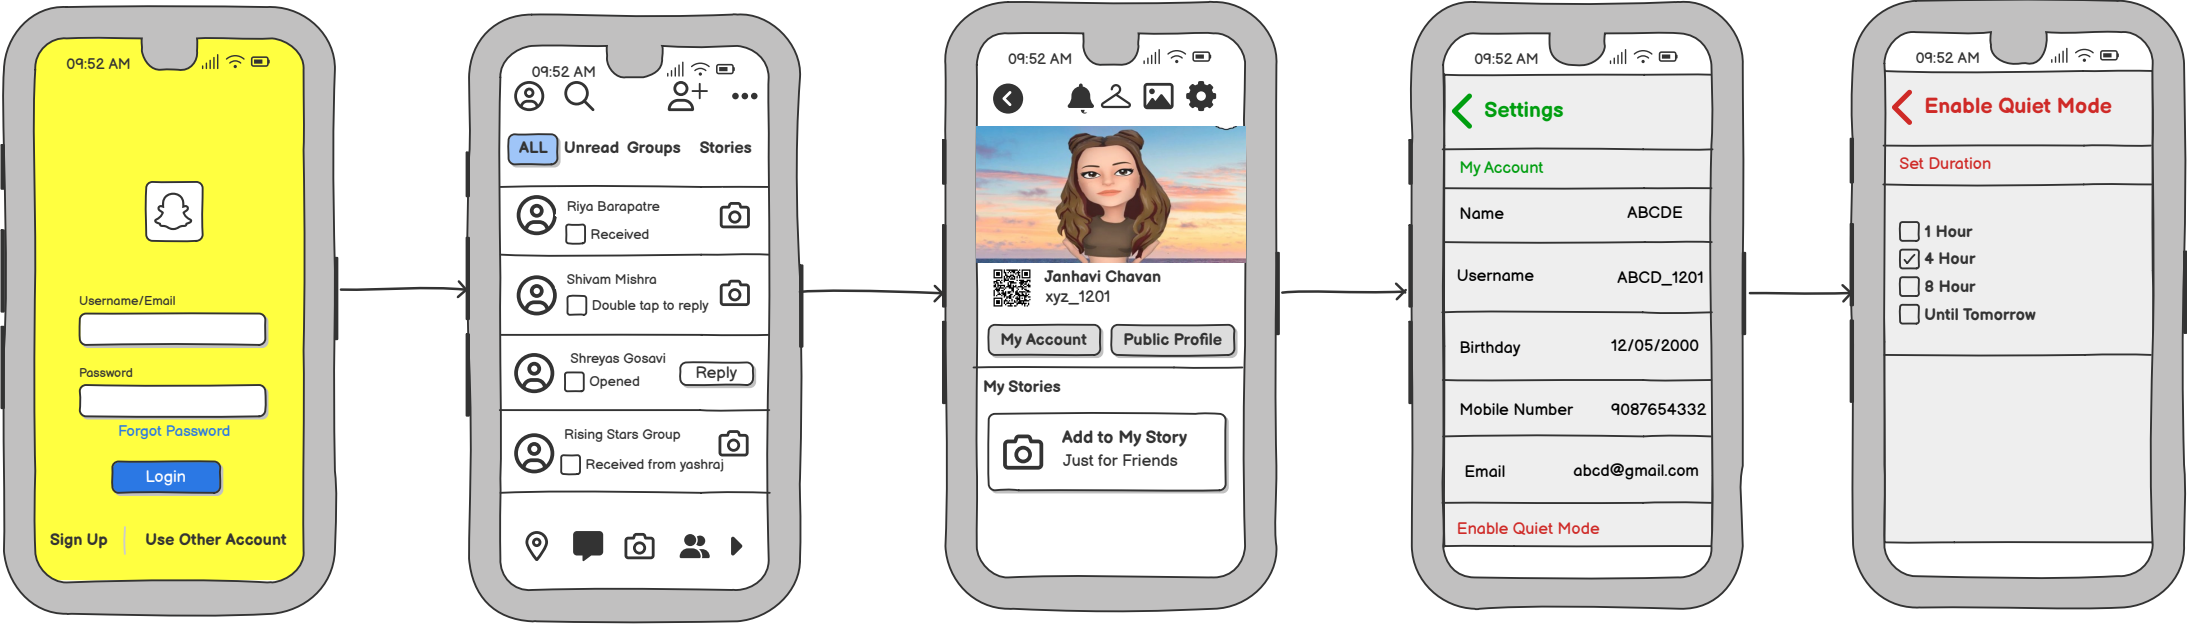 09:52 AM
Username/Email
Password
Forgot Password
Login
Sign Up
Use Other Account
09:52 AM
ALL Unread Groups Stories
Riya Barapatre
Received
Shivam Mishra
Double tap to reply
Shreyas Gosavi
Opened
Reply
Rising Stars Group
Received from yashraj
09:52 AM
Janhavi Chavan
xyz_1201
My Account
Public Profile
My Stories
Add to My Story
Just for Friends
09:52 AM
Settings
My Account
Name ABCDE
Username ABCD_1201
Birthday 12/05/2000
Mobile Number 9087654332
Email abcd@gmail.com
Enable Quiet Mode
09:52 AM
Enable Quiet Mode
Set Duration
1 Hour
4 Hour
8 Hour
Until Tomorrow